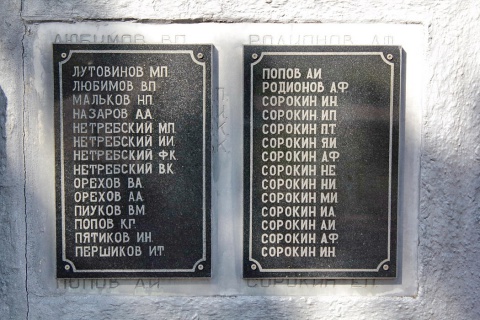 ЛЮБИМОВ ВП
ЛУТОВИНОВ МП
ЛЮБИМОВ ВП
МАЛЬКОВ НП
НАЗАРОВ АА
НЕТРЕБСКИЙ МП
НЕТРЕБСКИЙ ИИ
НЕТРЕБСКИЙ ФК
НЕТРЕБСКИЙ ВК
ОРЕХОВ ВА
ОРЕХОВ АА
ПИУКОВ ВМ
ПОПОВ КГ
ПЯТИКОВ ИН
ПЕРШИКОВ ИТ
ПОПОВ АИ
РОДИОНОВ АФ
ПОПОВ АИ
РОДИОНОВ АФ
СОРОКИН ИН
СОРОКИН ИП
СОРОКИН ПТ
СОРОКИН ЯИ
СОРОКИН АФ
СОРОКИН НЕ
СОРОКИН НИ
СОРОКИН МИ
СОРОКИН ИА
СОРОКИН АИ
СОРОКИН АФ
СОРОКИН ИН
СОРОКИН ЕП